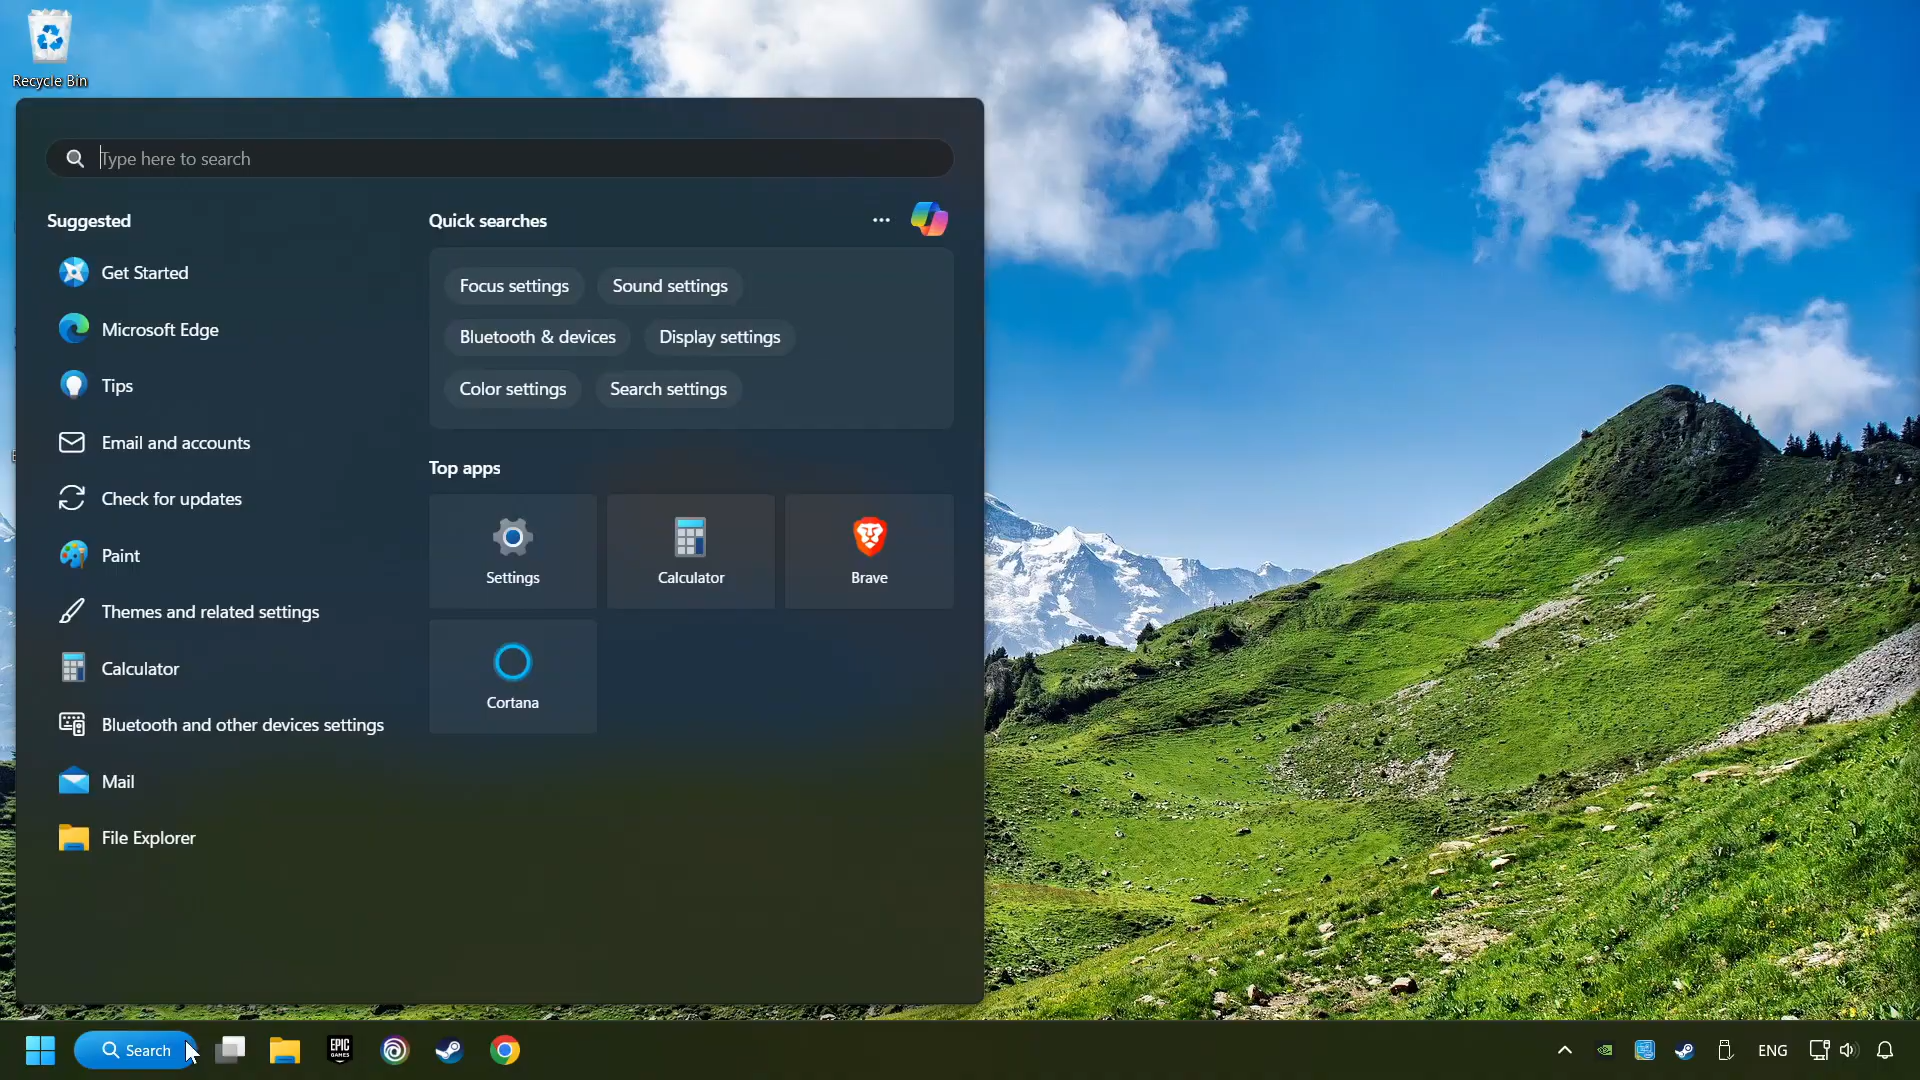 Recycle Bin
Type here to search
Suggested
Get Started
Microsoft Edge
Tips
Email and accounts
Check for updates
Paint
Themes and related settings
Calculator
Bluetooth and other devices settings
Mail
File Explorer
Quick searches
Focus settings
Sound settings
Bluetooth & devices
Display settings
Color settings
Search settings
Top apps
Settings
Calculator
Brave
Cortana
Search
EPIC
GAMES
ENG